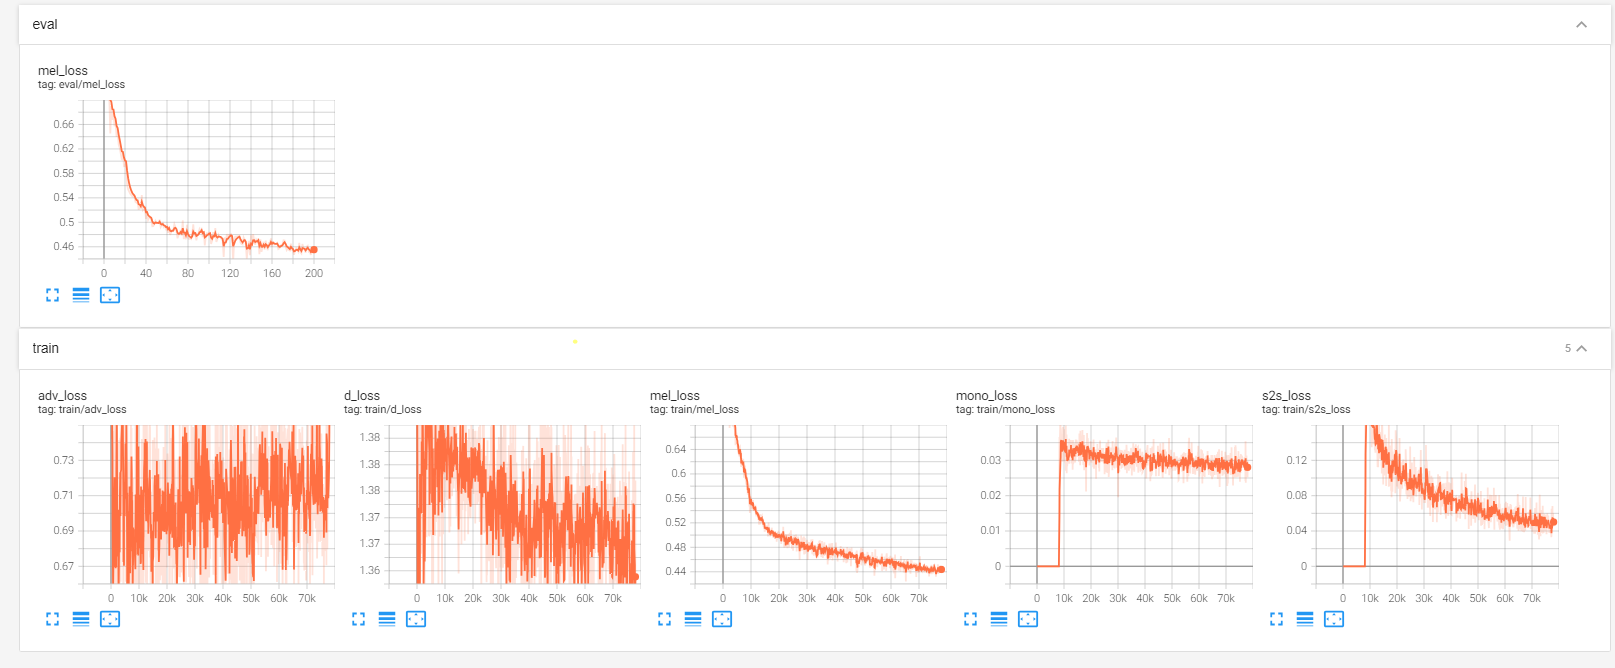 eval
mel_loss
tag: eval/mel_loss
0.66
0.62
0.58
0.54
0.5
0.46
0 40 80 120 160 200
train 5
adv_loss
tag: train/adv_loss
0.73
0.71
0.69
0.67
0 10k 20k 30k 40k 50k 60k 70k
d_loss
tag: train/d_loss
1.38
1.38
1.38
1.37
1.37
1.36
0 10k 20k 30k 40k 50k 60k 70k
mel_loss
tag: train/mel_loss
0.64
0.6
0.56
0.52
0.48
0.44
0 10k 20k 30k 40k 50k 60k 70k
mono_loss
tag: train/mono_loss
0.03
0.02
0.01
0
0 10k 20k 30k 40k 50k 60k 70k
s2s_loss
tag: train/s2s_loss
0.12
0.08
0.04
0
0 10k 20k 30k 40k 50k 60k 70k